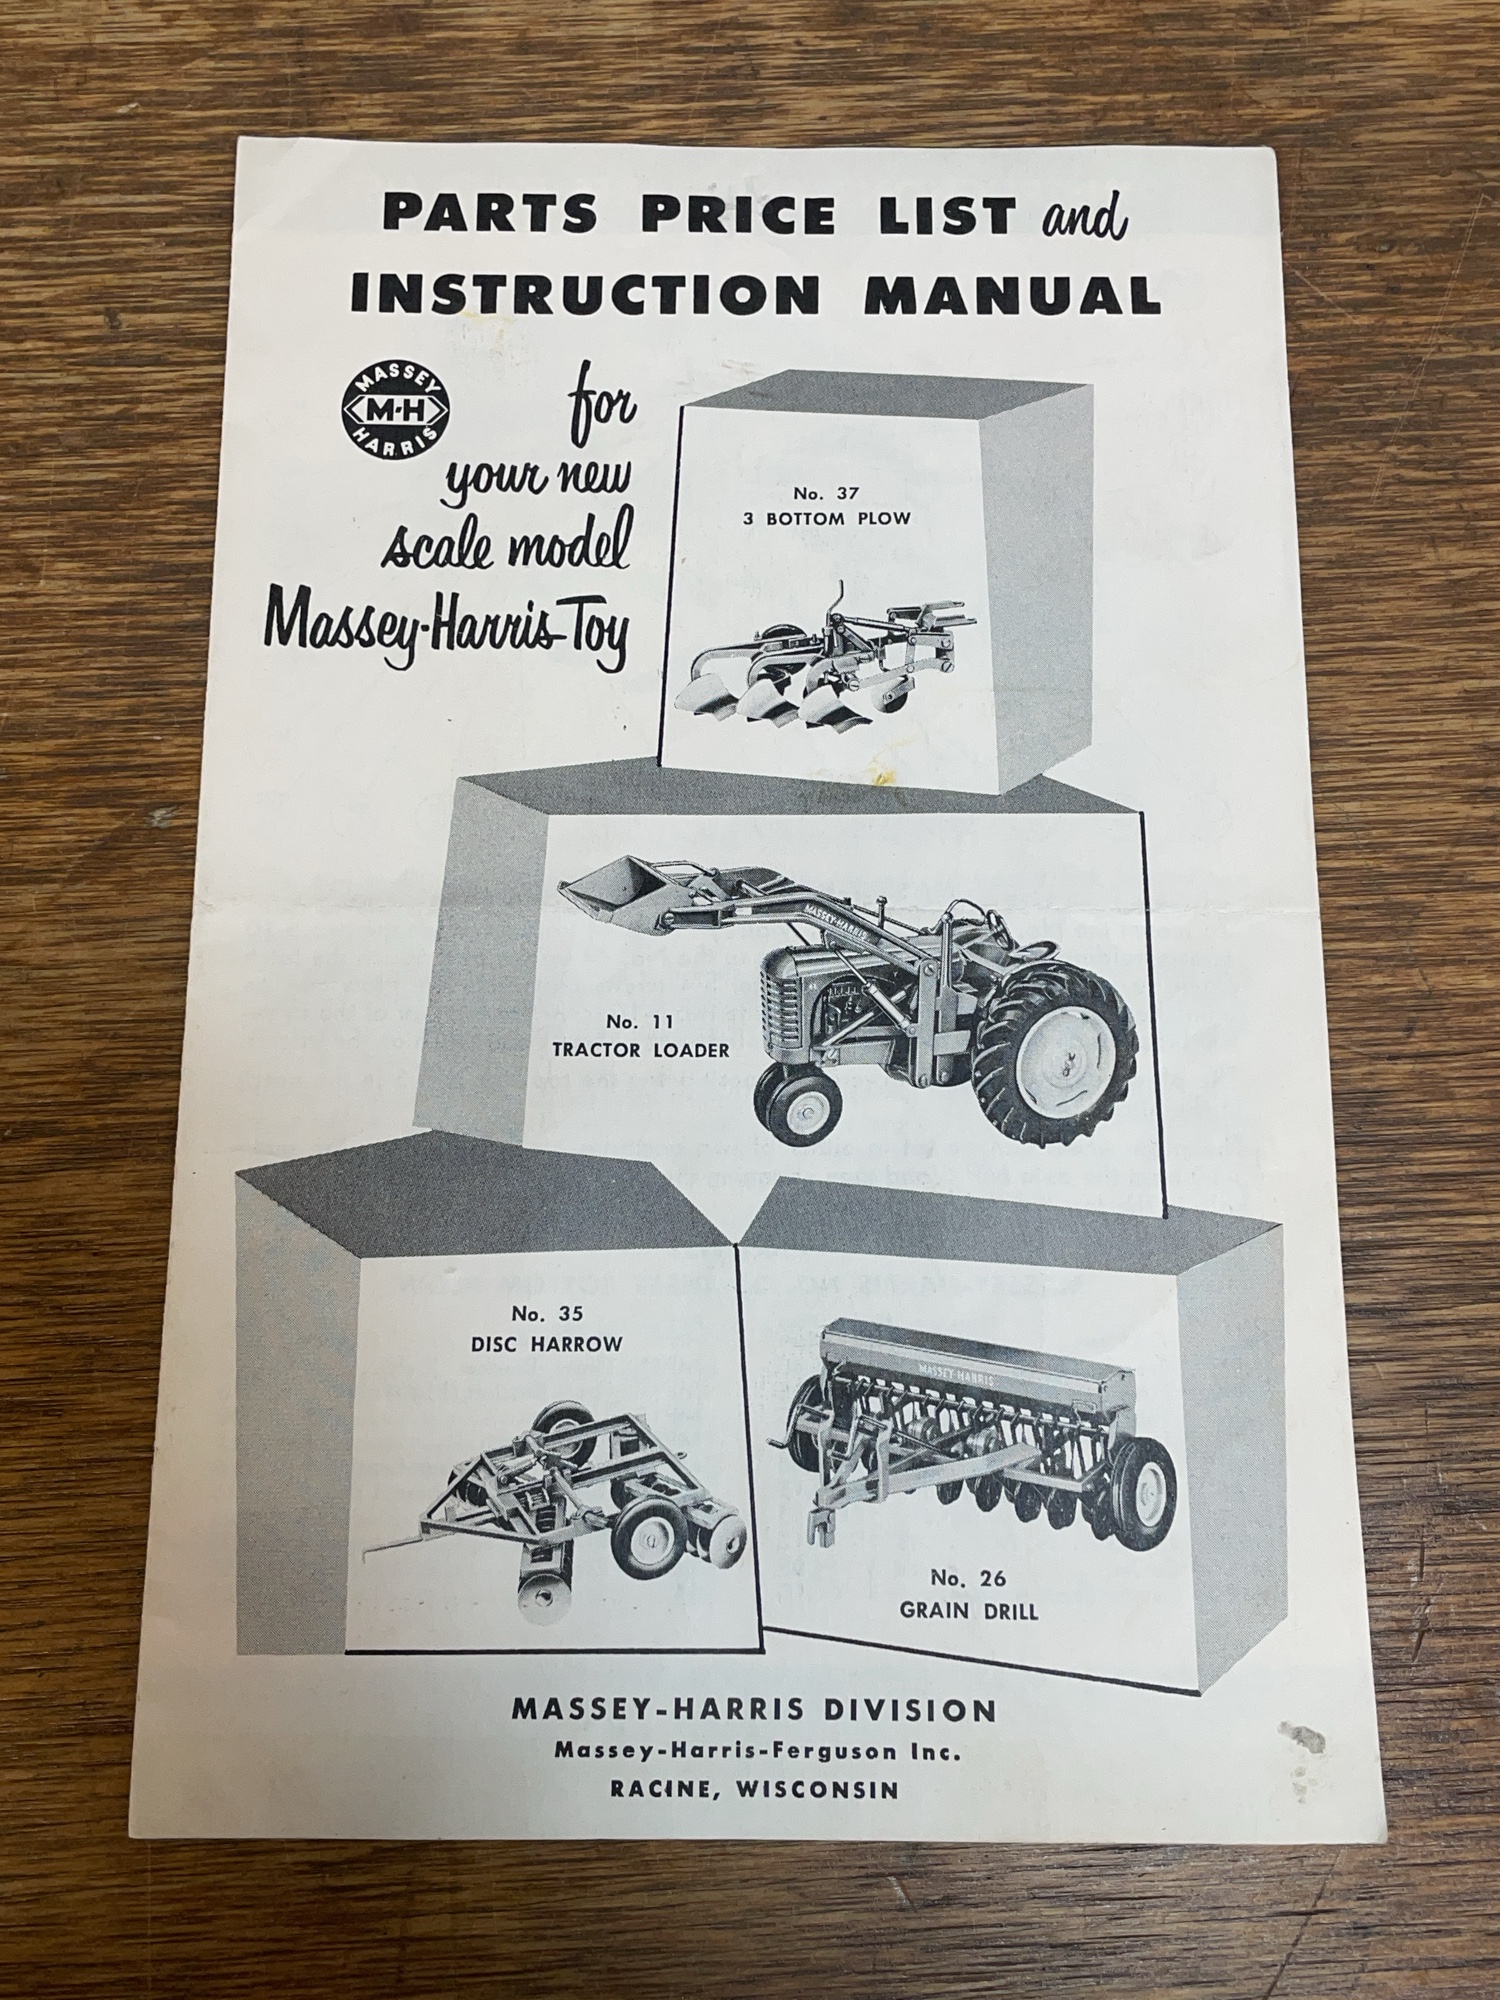 PARTS PRICE LIST and
INSTRUCTION MANUAL
MASSEY
M-H
HARRIS
for
your new
scale model
Massey-Harris-Toy
No. 37
3 BOTTOM PLOW
MASSEY-HARRIS
No. 11
TRACTOR LOADER
No. 35
DISC HARROW
MASSEY HARRIS
No. 26
GRAIN DRILL
MASSEY-HARRIS DIVISION
Massey-Harris-Ferguson Inc.
RACINE, WISCONSIN